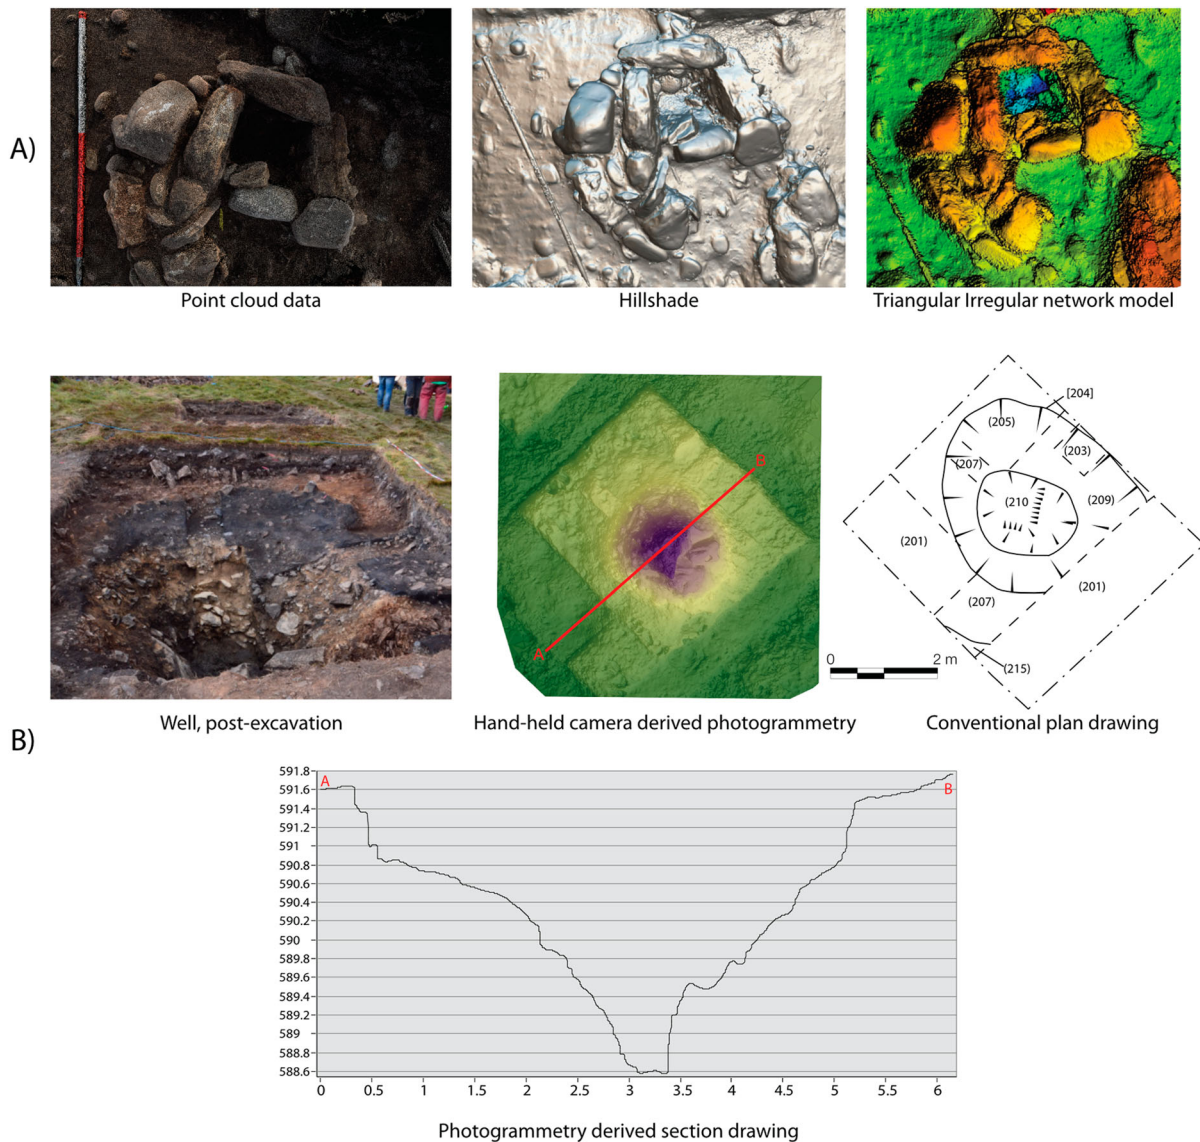 A)
Point cloud data
Hillshade
Triangular Irregular network model
[204]
(205)
(203)
(207)
(210
(209)
(201)
(201)
(207)
(215)
B
A
0 2 m
Well, post-excavation
Hand-held camera derived photogrammetry
Conventional plan drawing
B)
591.8
A
591.6
B
591.4
591.2
591
590.8
590.6
590.4
590.2
590
589.8
589.6
589.4
589.2
589
588.8
588.6
0 0.5 1 1.5 2 2.5 3 3.5 4 4.5 5 5.5 6
Photogrammetry derived section drawing